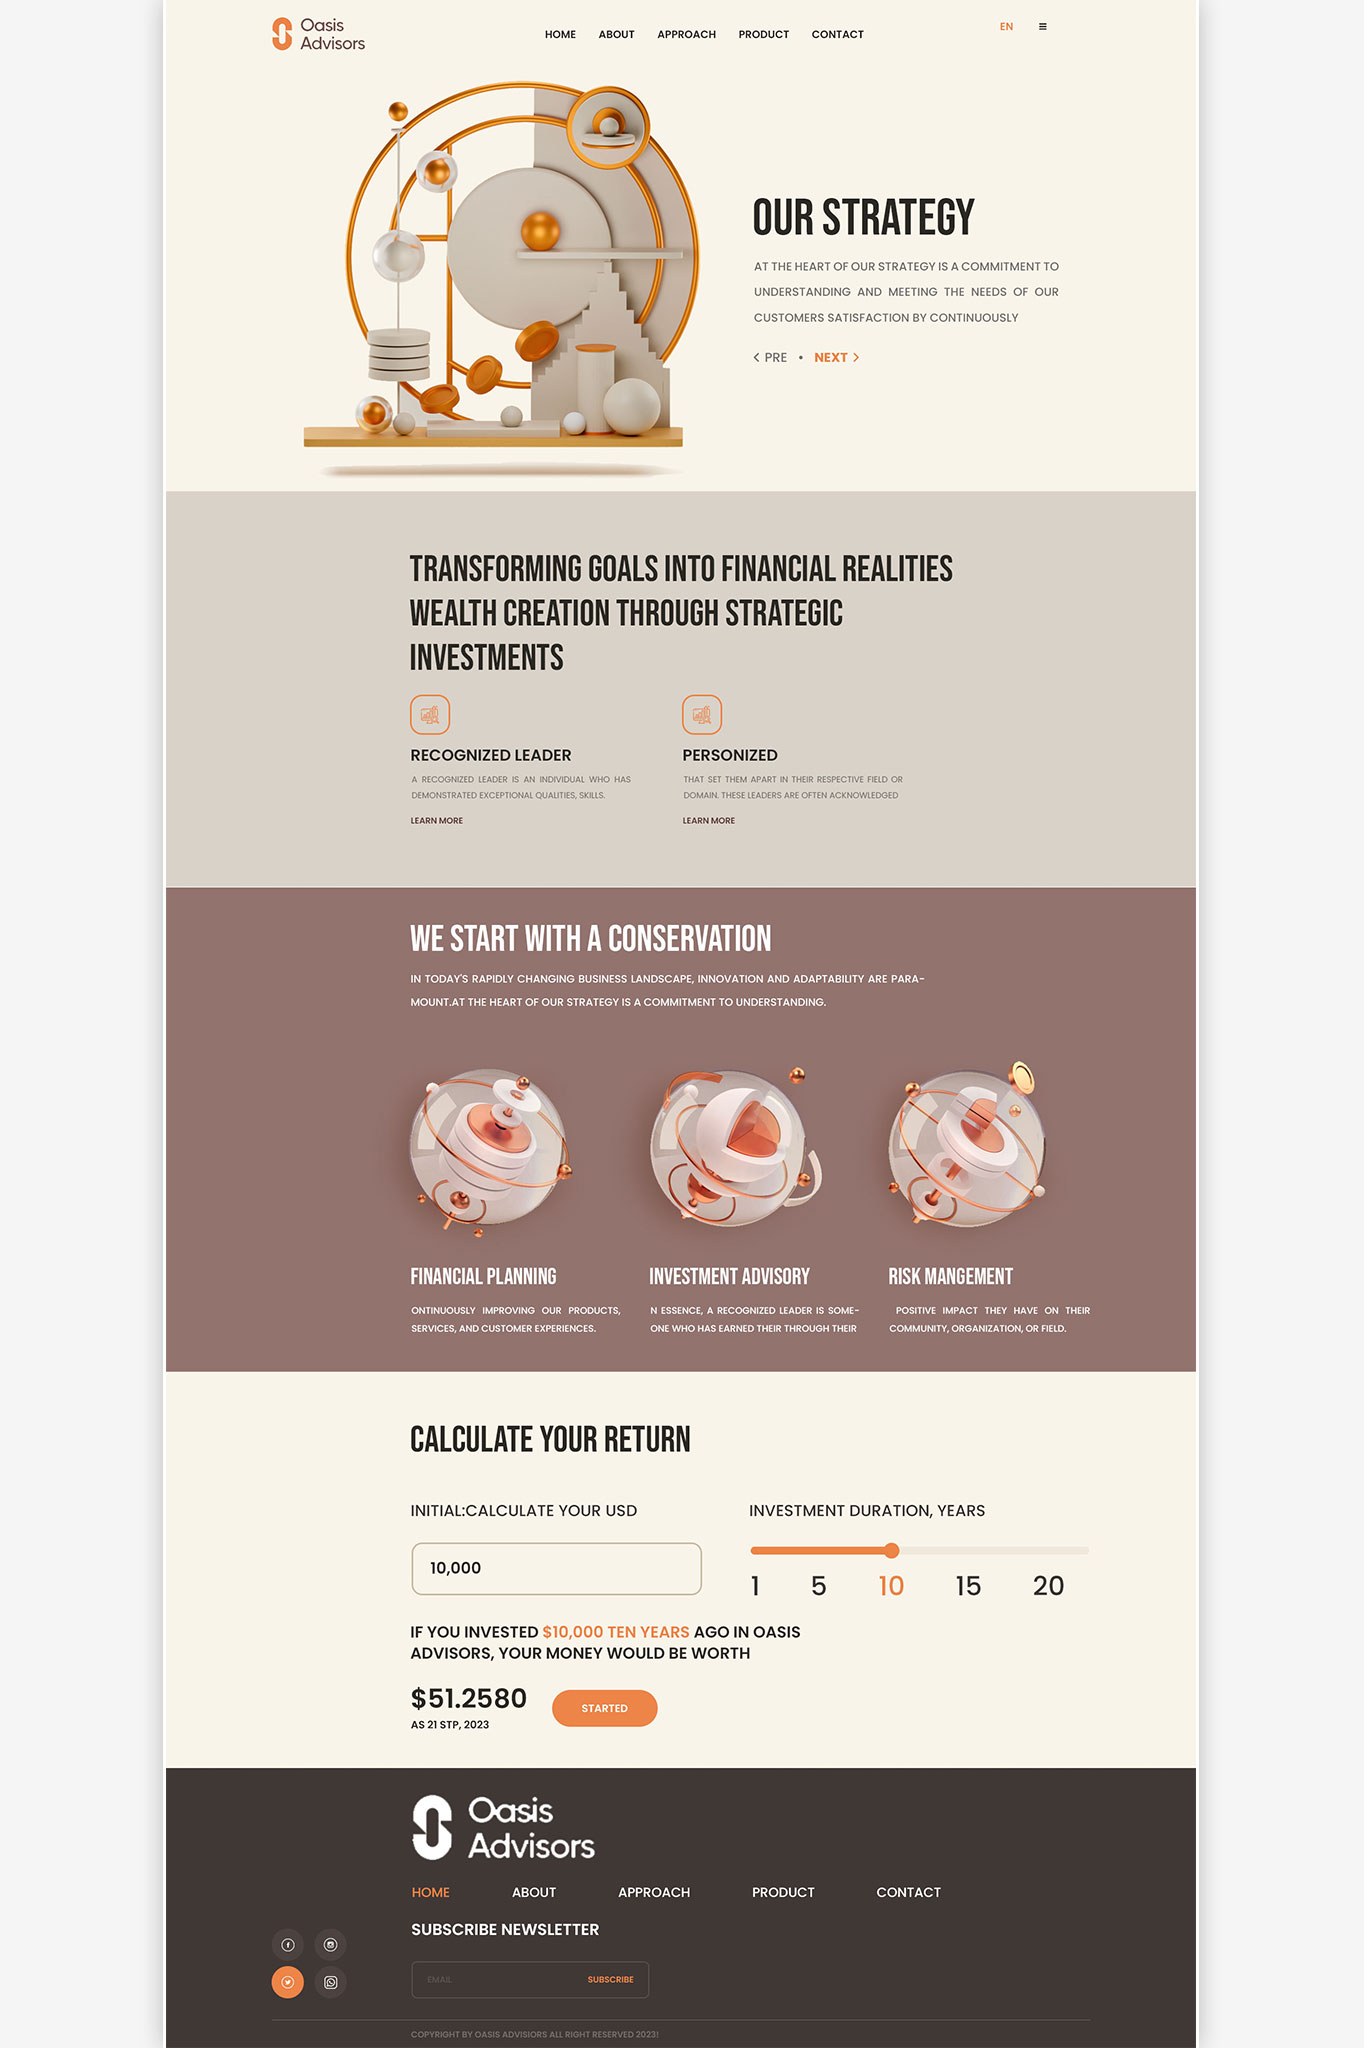 Oasis
Advisors
HOME ABOUT APPROACH PRODUCT CONTACT
EN
OUR STRATEGY
AT THE HEART OF OUR STRATEGY IS A COMMITMENT TO
UNDERSTANDING AND MEETING THE NEEDS OF OUR
CUSTOMERS SATISFACTION BY CONTINUOUSLY
PRE • NEXT
TRANSFORMING GOALS INTO FINANCIAL REALITIES
WEALTH CREATION THROUGH STRATEGIC
INVESTMENTS
RECOGNIZED LEADER
A RECOGNIZED LEADER IS AN INDIVIDUAL WHO HAS
DEMONSTRATED EXCEPTIONAL QUALITIES, SKILLS.
LEARN MORE
PERSONIZED
THAT SET THEM APART IN THEIR RESPECTIVE FIELD OR
DOMAIN. THESE LEADERS ARE OFTEN ACKNOWLEDGED
LEARN MORE
WE START WITH A CONSERVATION
IN TODAY'S RAPIDLY CHANGING BUSINESS LANDSCAPE, INNOVATION AND ADAPTABILITY ARE PARA-
MOUNT.AT THE HEART OF OUR STRATEGY IS A COMMITMENT TO UNDERSTANDING.
FINANCIAL PLANNING
ONTINUOUSLY IMPROVING OUR PRODUCTS,
SERVICES, AND CUSTOMER EXPERIENCES.
INVESTMENT ADVISORY
N ESSENCE, A RECOGNIZED LEADER IS SOME-
ONE WHO HAS EARNED THEIR THROUGH THEIR
RISK MANGEMENT
POSITIVE IMPACT THEY HAVE ON THEIR
COMMUNITY, ORGANIZATION, OR FIELD.
CALCULATE YOUR RETURN
INITIAL:CALCULATE YOUR USD
10,000
INVESTMENT DURATION, YEARS
1 5 10 15 20
IF YOU INVESTED $10,000 TEN YEARS AGO IN OASIS
ADVISORS, YOUR MONEY WOULD BE WORTH
$51.2580
AS 21 STP, 2023
STARTED
Oasis
Advisors
HOME ABOUT APPROACH PRODUCT CONTACT
SUBSCRIBE NEWSLETTER
EMAIL SUBSCRIBE
COPYRIGHT BY OASIS ADVISIORS ALL RIGHT RESERVED 2023!